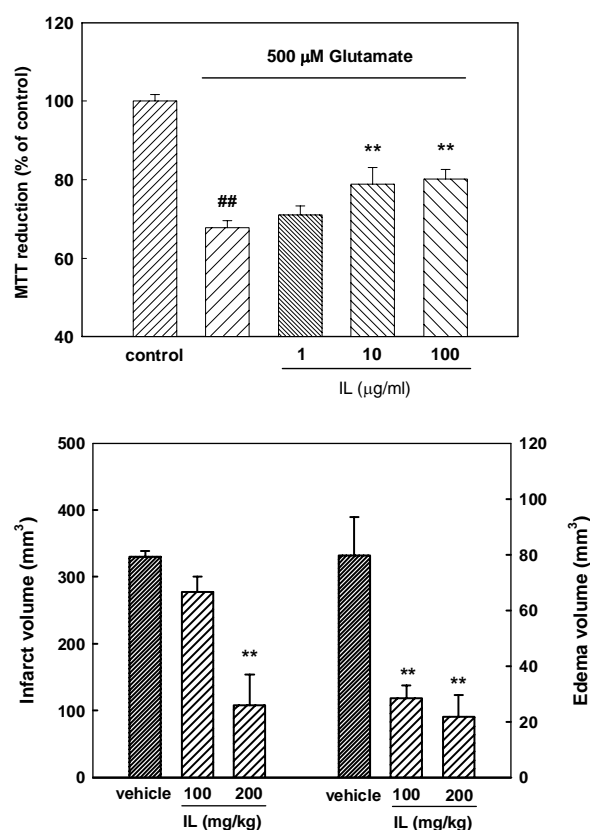 120
500 μM Glutamate
100
**
**
80
##
60
40
MTT reduction (% of control)
control
1 10 100
IL (μg/ml)
500
400
300
200
100
0
Infarct volume (mm³)
**
**
**
120
100
80
60
40
20
0
Edema volume (mm³)
vehicle 100 200 vehicle 100 200
IL (mg/kg) IL (mg/kg)